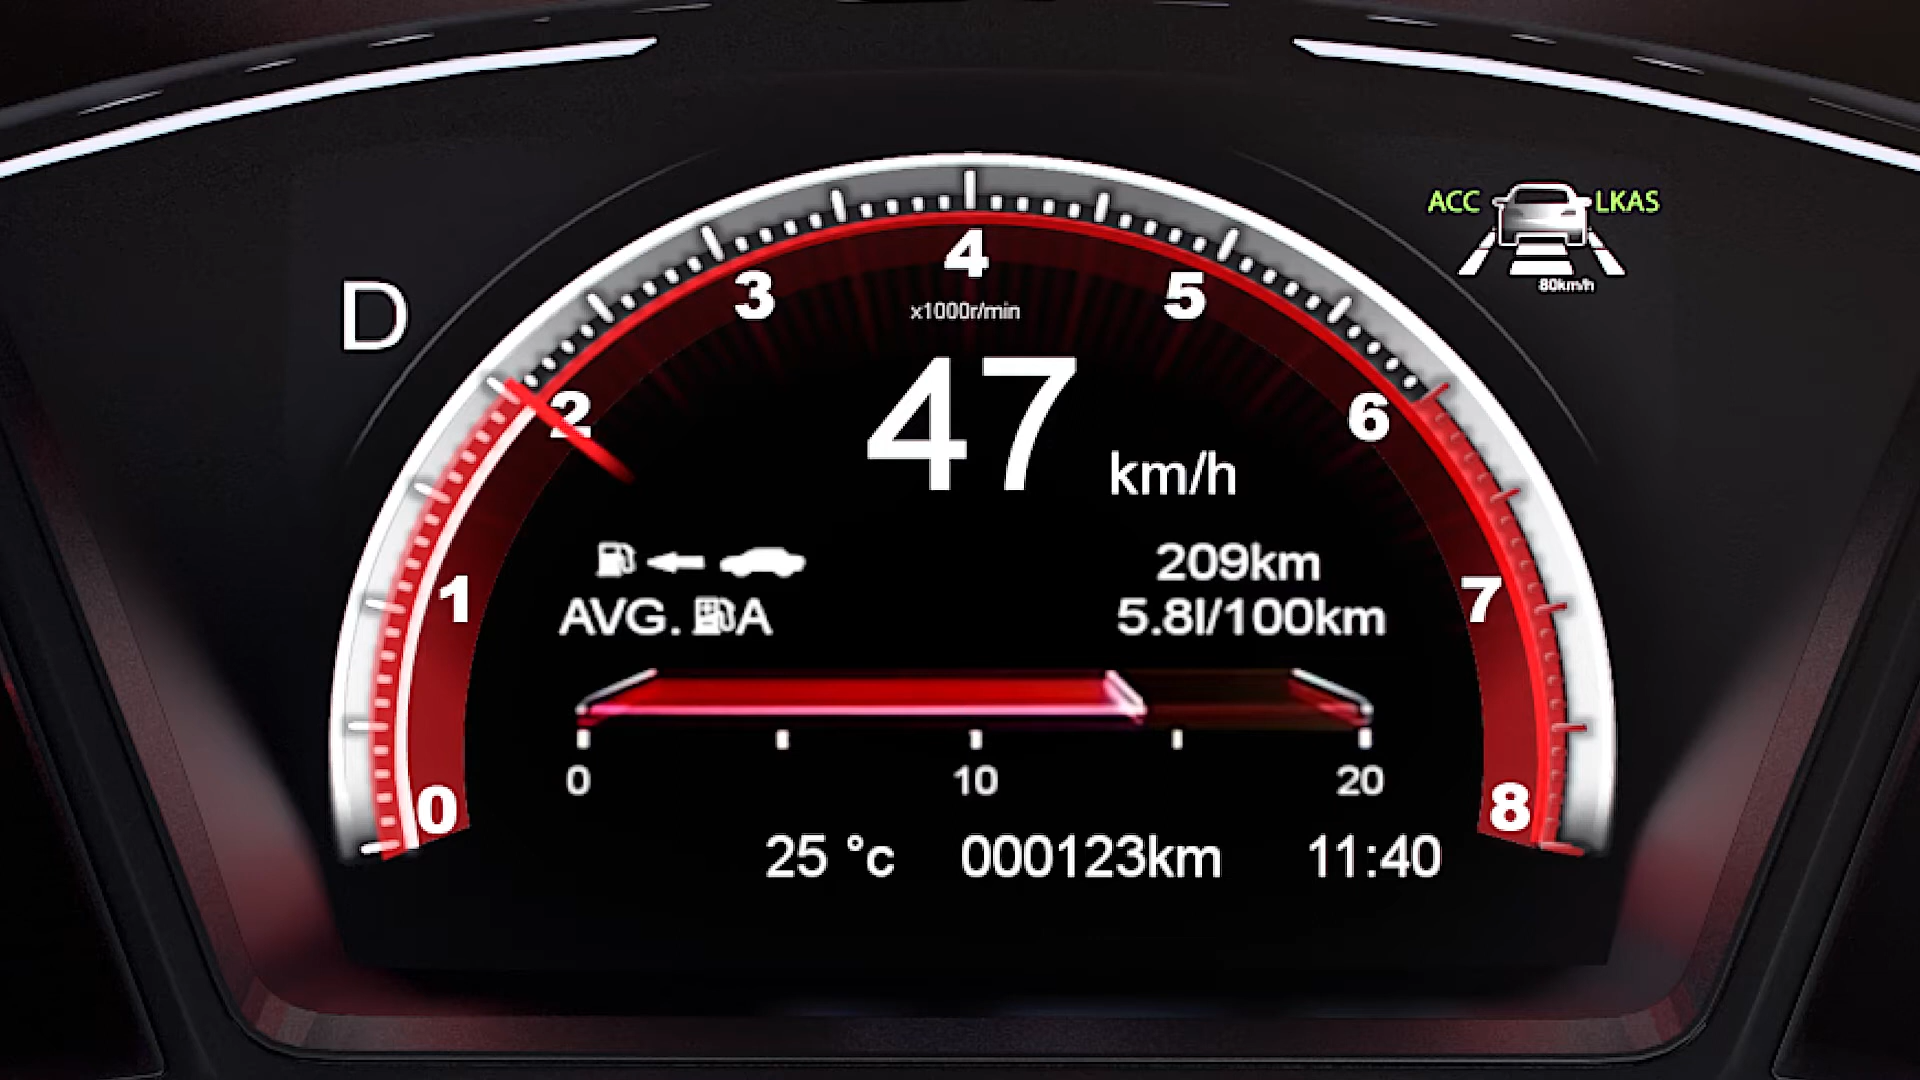 ACC LKAS
80km/h
D
0 1 2 3 4 5 6 7 8
x1000r/min
47 km/h
209km
AVG. A 5.8l/100km
0 10 20
25 °c 000123km 11:40